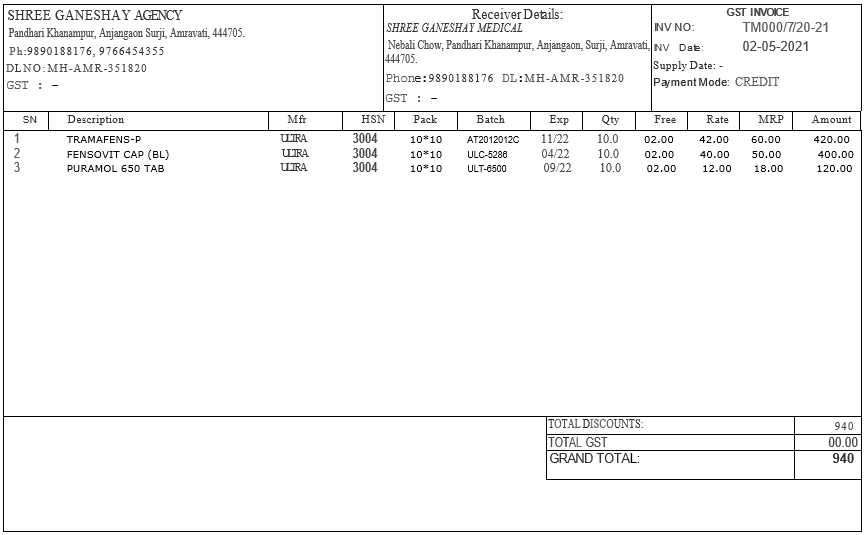 SHREE GANESHAY AGENCY
Pandhari Khanampur, Anjangaon Surji, Amravati, 444705.
Ph:9890188176, 9766454355
DLNO:MH-AMR-351820
GST : –
Receiver Details:
SHREE GANESHAY MEDICAL
Nebali Chow, Pandhari Khanampur, Anjangaon, Surji, Amravati,
444705.
Phone:9890188176 DL:MH-AMR-351820
GST : –
GST INVOICE
INV NO: TM000/7/20-21
INV Date: 02-05-2021
Supply Date: -
Payment Mode: CREDIT
SN Description Mfr HSN Pack Batch Exp Qty Free Rate MRP Amount
1 TRAMAFENS-P ULTRA 3004 10*10 AT2012012C 11/22 10.0 02.00 42.00 60.00 420.00
2 FENSOVIT CAP (BL) ULTRA 3004 10*10 ULC-5286 04/22 10.0 02.00 40.00 50.00 400.00
3 PURAMOL 650 TAB ULTRA 3004 10*10 ULT-6500 09/22 10.0 02.00 12.00 18.00 120.00
TOTAL DISCOUNTS: 940
TOTAL GST 00.00
GRAND TOTAL: 940